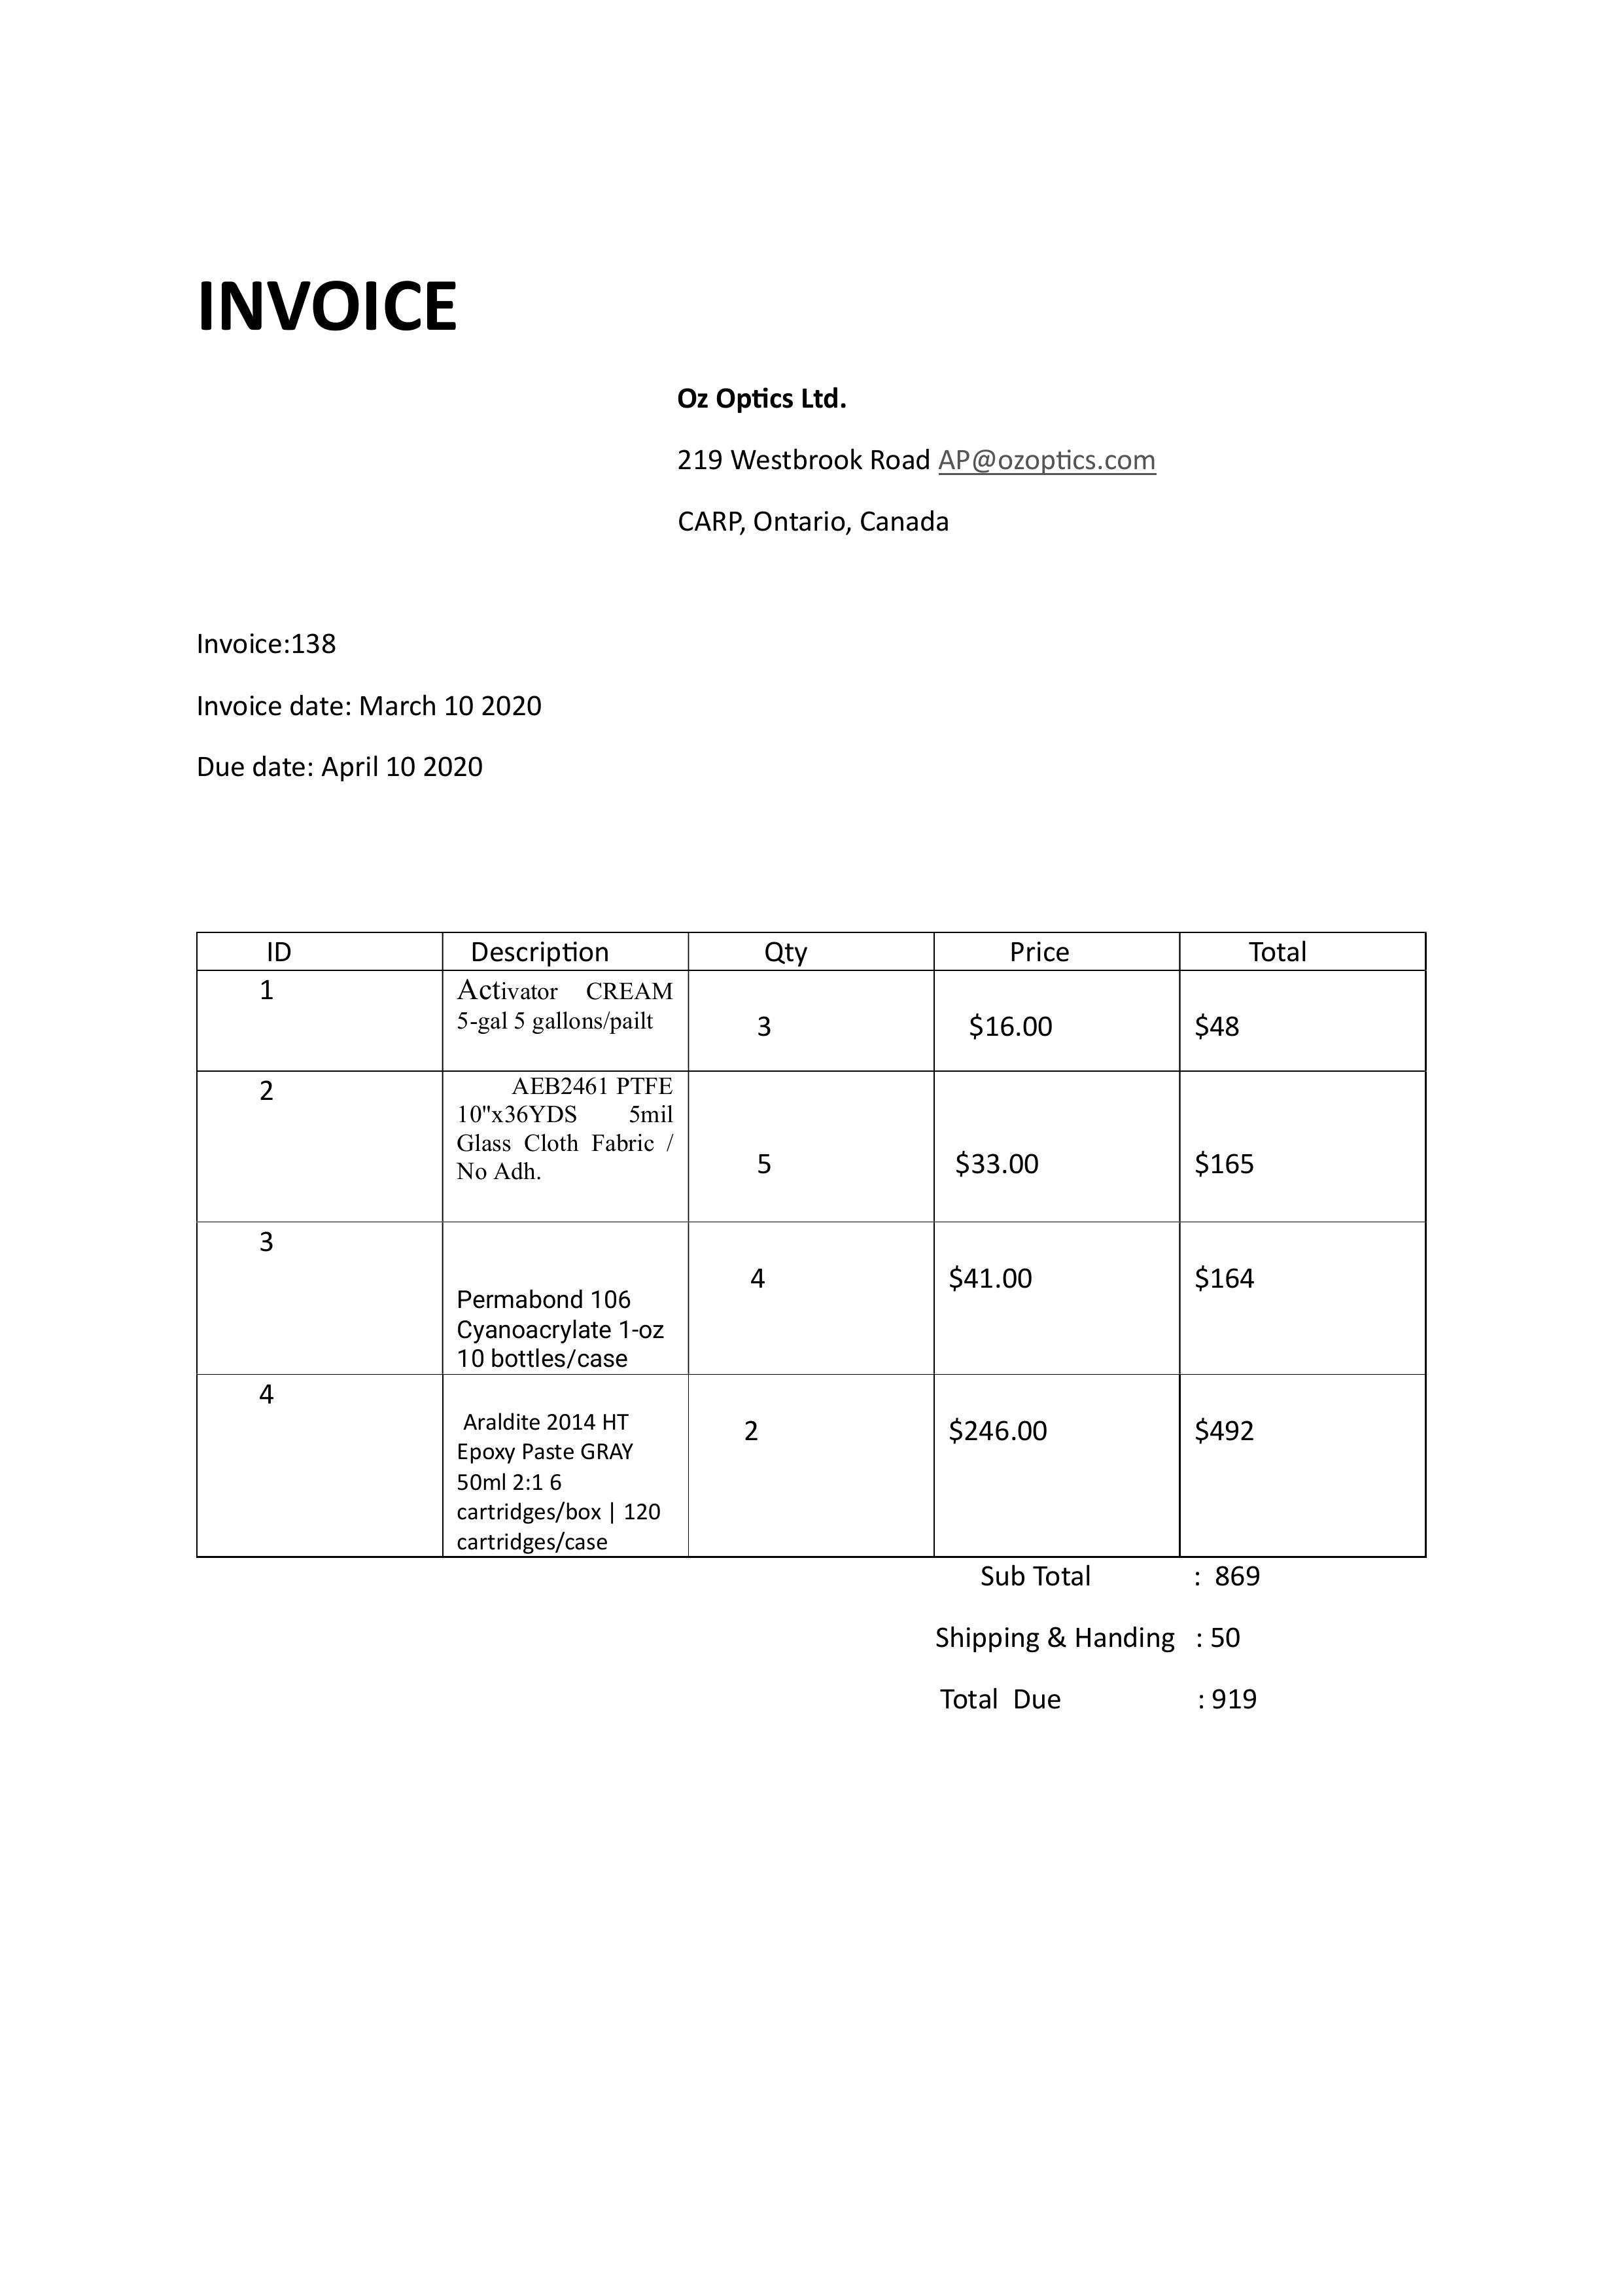 INVOICE
Oz Optics Ltd.
219 Westbrook Road AP@ozoptics.com
CARP, Ontario, Canada
Invoice:138
Invoice date: March 10 2020
Due date: April 10 2020
ID Description Qty Price Total
1 Activator CREAM
5-gal 5 gallons/pailt
3 $16.00 $48
2 AEB2461 PTFE
10"x36YDS 5mil
Glass Cloth Fabric /
No Adh.
5 $33.00 $165
3
4 $41.00 $164
Permabond 106
Cyanoacrylate 1-oz
10 bottles/case
4
Araldite 2014 HT
2 $246.00 $492
Epoxy Paste GRAY
50ml 2:1 6
cartridges/box | 120
cartridges/case
Sub Total : 869
Shipping & Handing : 50
Total Due : 919